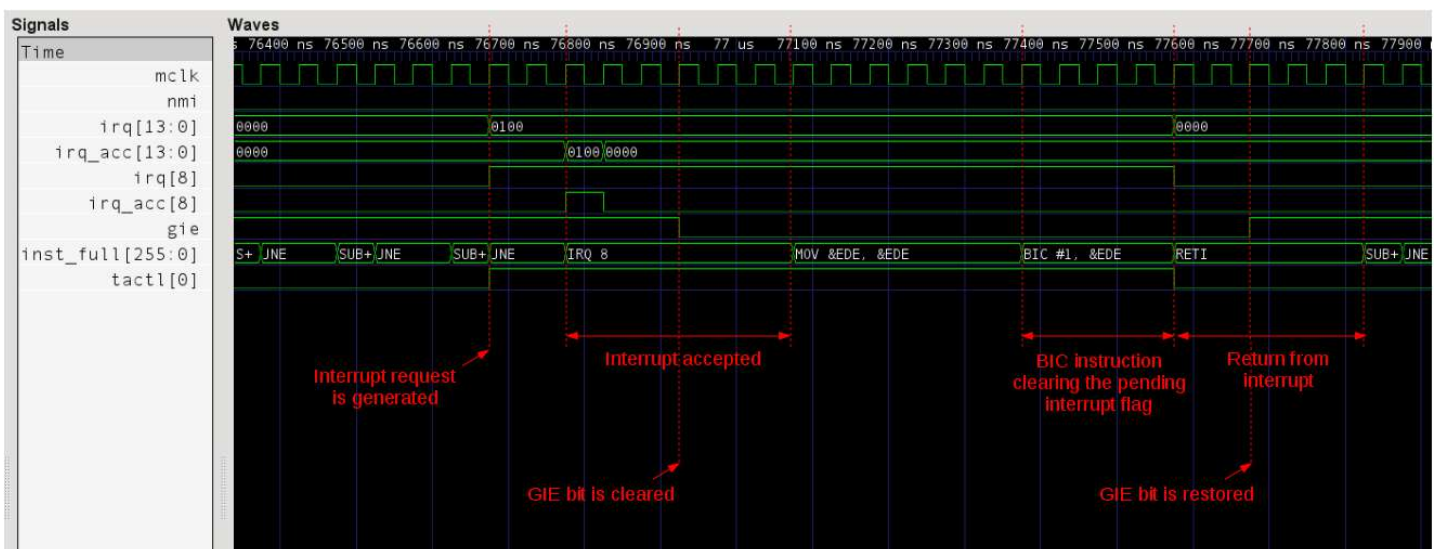 Signals
Waves
Time
s 76400 ns 76500 ns 76600 ns 76700 ns 76800 ns 76900 ns 77 us 77100 ns 77200 ns 77300 ns 77400 ns 77500 ns 77600 ns 77700 ns 77800 ns 77900
mclk
nmi
irq[13:0] 0000 0100 0000
irq_acc[13:0] 0000 0100 0000
irq[8]
irq_acc[8]
gie
inst_full[255:0] S+ JNE SUB+ JNE SUB+ JNE IRQ 8 MOV &EDE, &EDE BIC #1, &EDE RETI SUB+ JNE
tactl[0]
Interrupt request
is generated
Interrupt accepted
BIC instruction
clearing the pending
interrupt flag
Return from
interrupt
GIE bit is cleared
GIE bit is restored